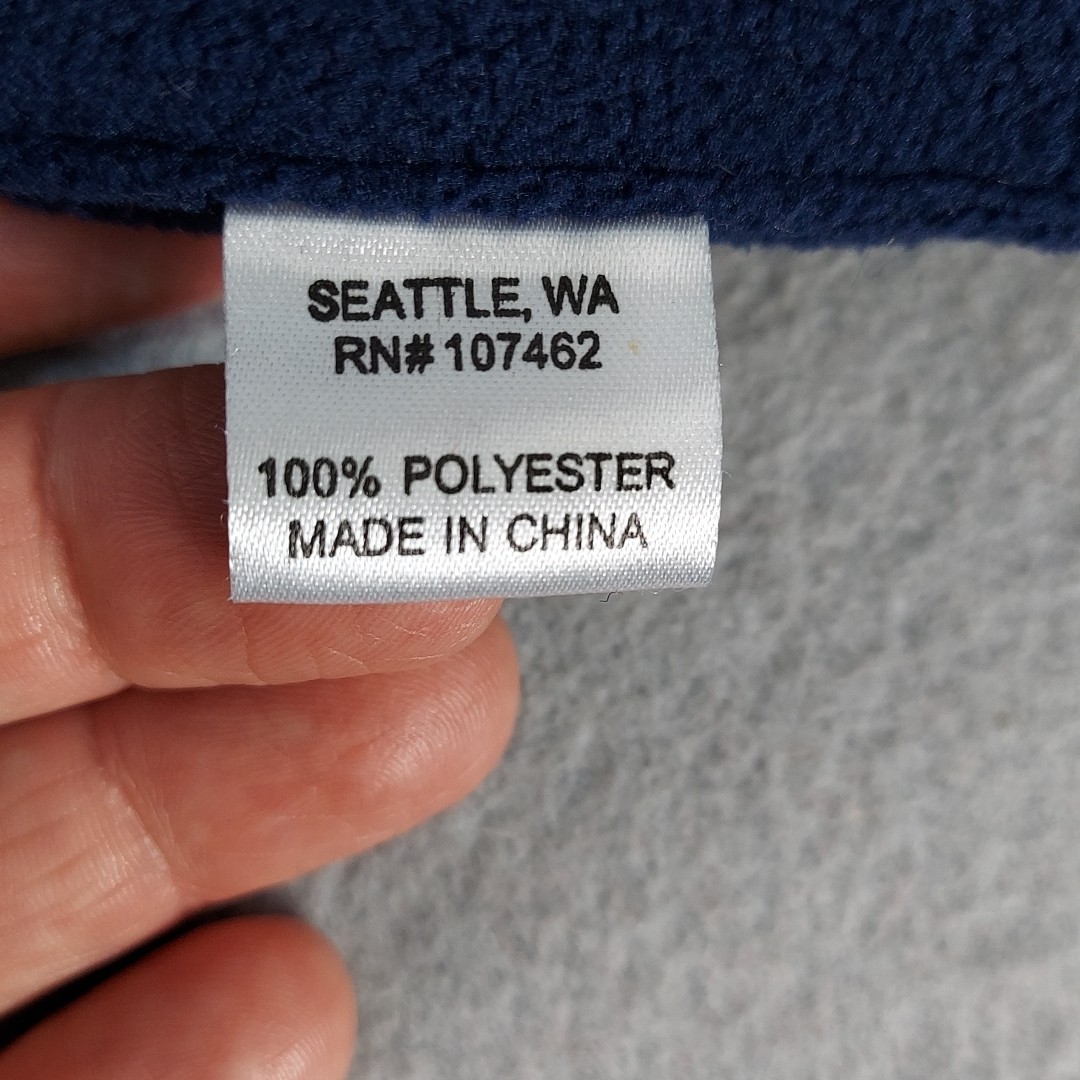 SEATTLE, WA
RN# 107462
100% POLYESTER
MADE IN CHINA